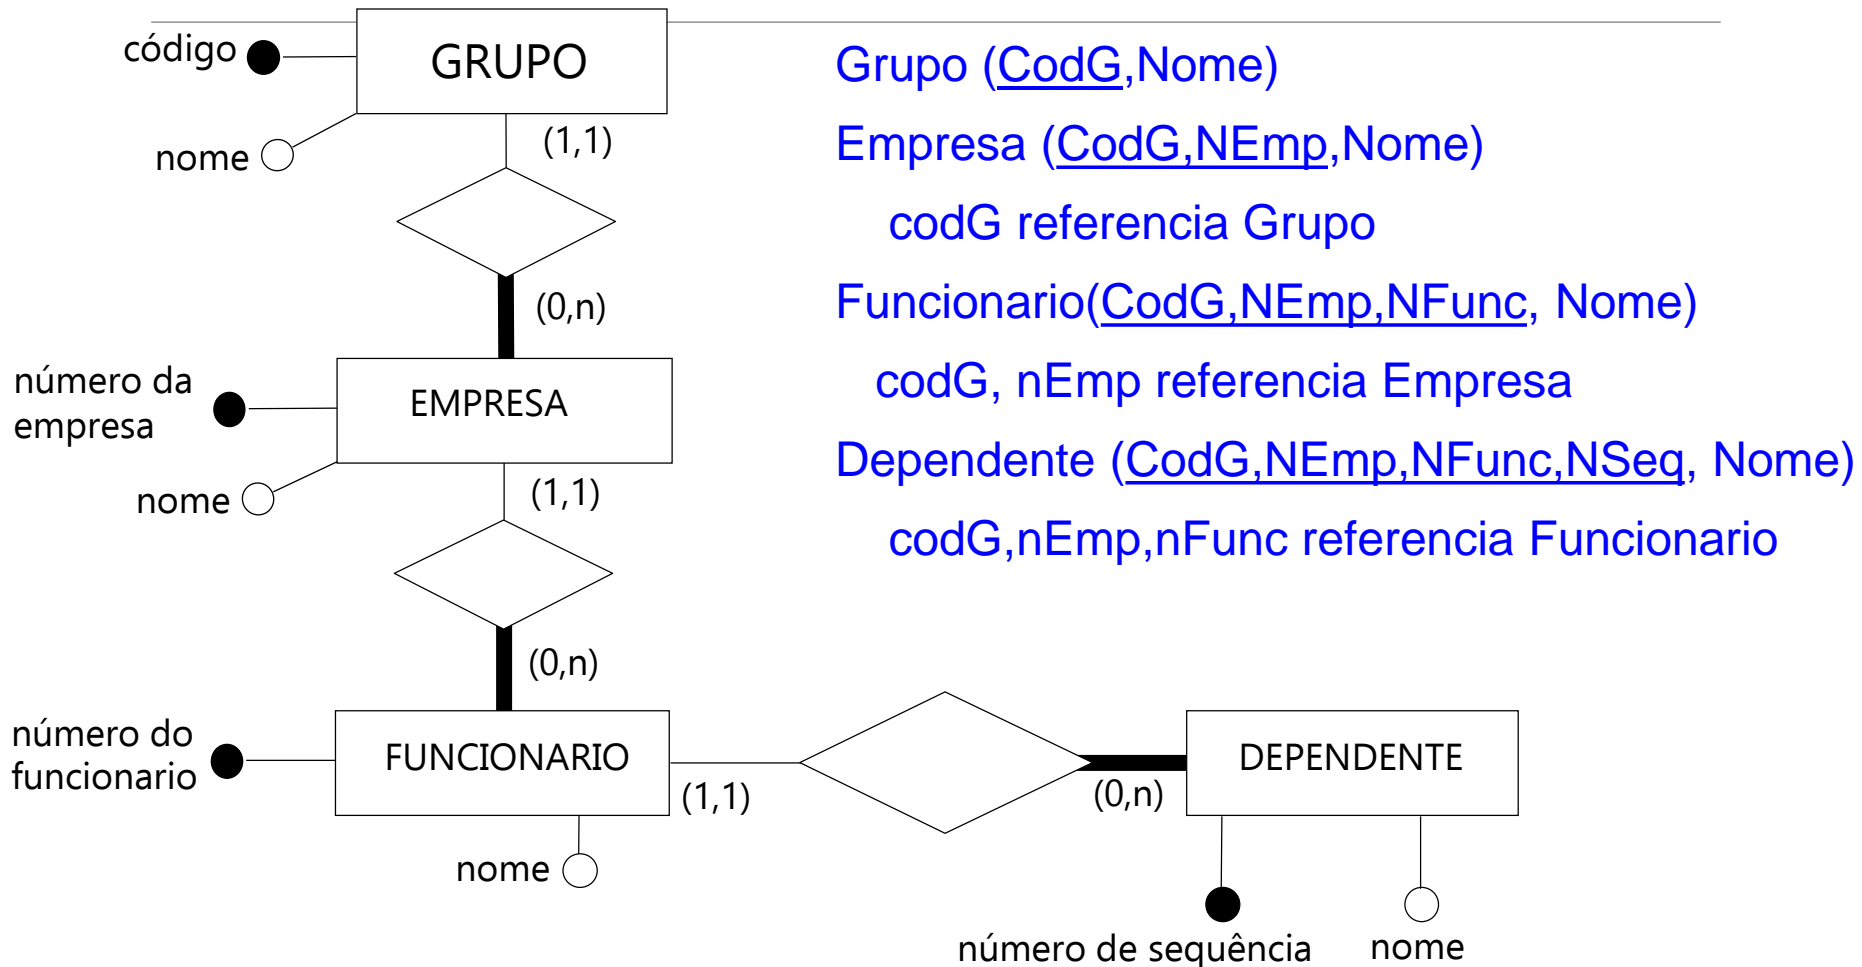 código
GRUPO
nome
(1,1)
(0,n)
número da
empresa
EMPRESA
nome
(1,1)
(0,n)
número do
funcionario
FUNCIONARIO
(1,1)
nome
(0,n)
DEPENDENTE
número de sequência
nome
Grupo (CodG,Nome)
Empresa (CodG,NEmp,Nome)
codG referencia Grupo
Funcionario(CodG,NEmp,NFunc, Nome)
codG, nEmp referencia Empresa
Dependente (CodG,NEmp,NFunc,NSeq, Nome)
codG,nEmp,nFunc referencia Funcionario